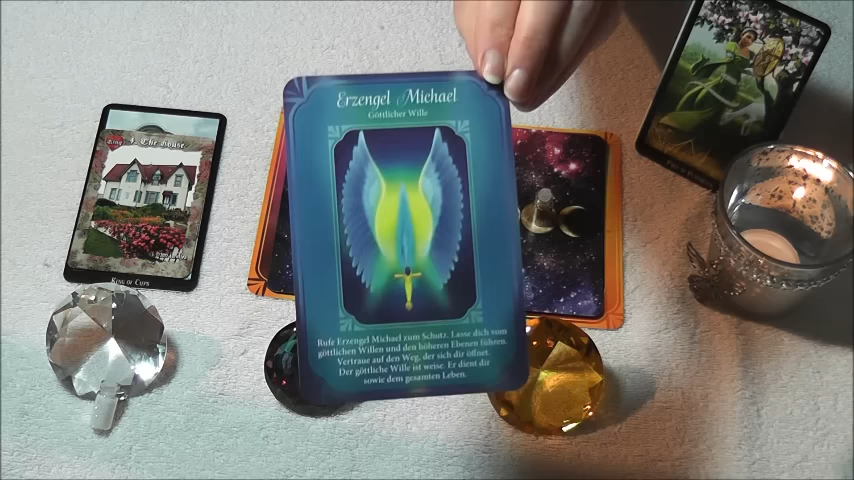 Erzengel Michael
Göttlicher Wille
Rufe Erzengel Michael zum Schutz. Lasse dich vom
göttlichen Willen und den höheren Ebenen führen.
Vertraue auf den Weg, der sich dir öffnet.
Der göttliche Wille ist weise. Er dient dir
sowie dem gesamten Leben.
King
4. The House
King of Cups